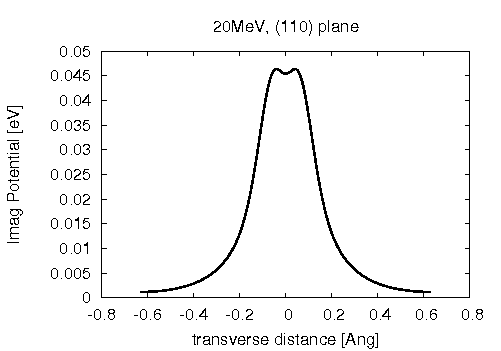 20MeV, (110) plane
0.05
0.045
0.04
0.035
0.03
0.025
0.02
0.015
0.01
0.005
0
Imag Potential [eV]
-0.8 -0.6 -0.4 -0.2 0 0.2 0.4 0.6 0.8
transverse distance [Ang]